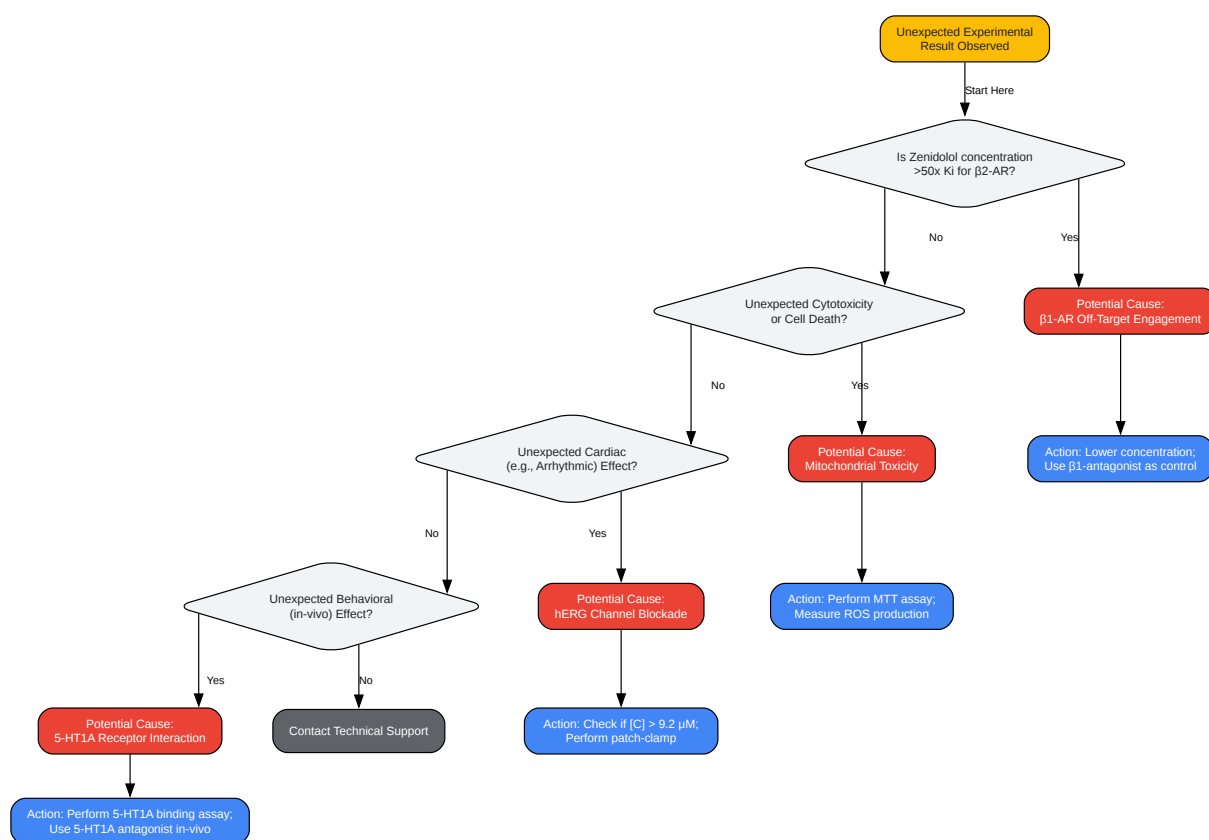 Unexpected Experimental
Result Observed
Start Here
Is Zenidolol concentration
>50x Ki for β2-AR?
No
Yes
Unexpected Cytotoxicity
or Cell Death?
Potential Cause:
β1-AR Off-Target Engagement
No
Yes
Unexpected Cardiac
(e.g., Arrhythmic) Effect?
Potential Cause:
Mitochondrial Toxicity
Action: Lower concentration;
Use β1-antagonist as control
No
Yes
Unexpected Behavioral
(in-vivo) Effect?
Potential Cause:
hERG Channel Blockade
Action: Perform MTT assay;
Measure ROS production
Yes
No
Potential Cause:
5-HT1A Receptor Interaction
Contact Technical Support
Action: Check if [C] > 9.2 μM;
Perform patch-clamp
Action: Perform 5-HT1A binding assay;
Use 5-HT1A antagonist in-vivo